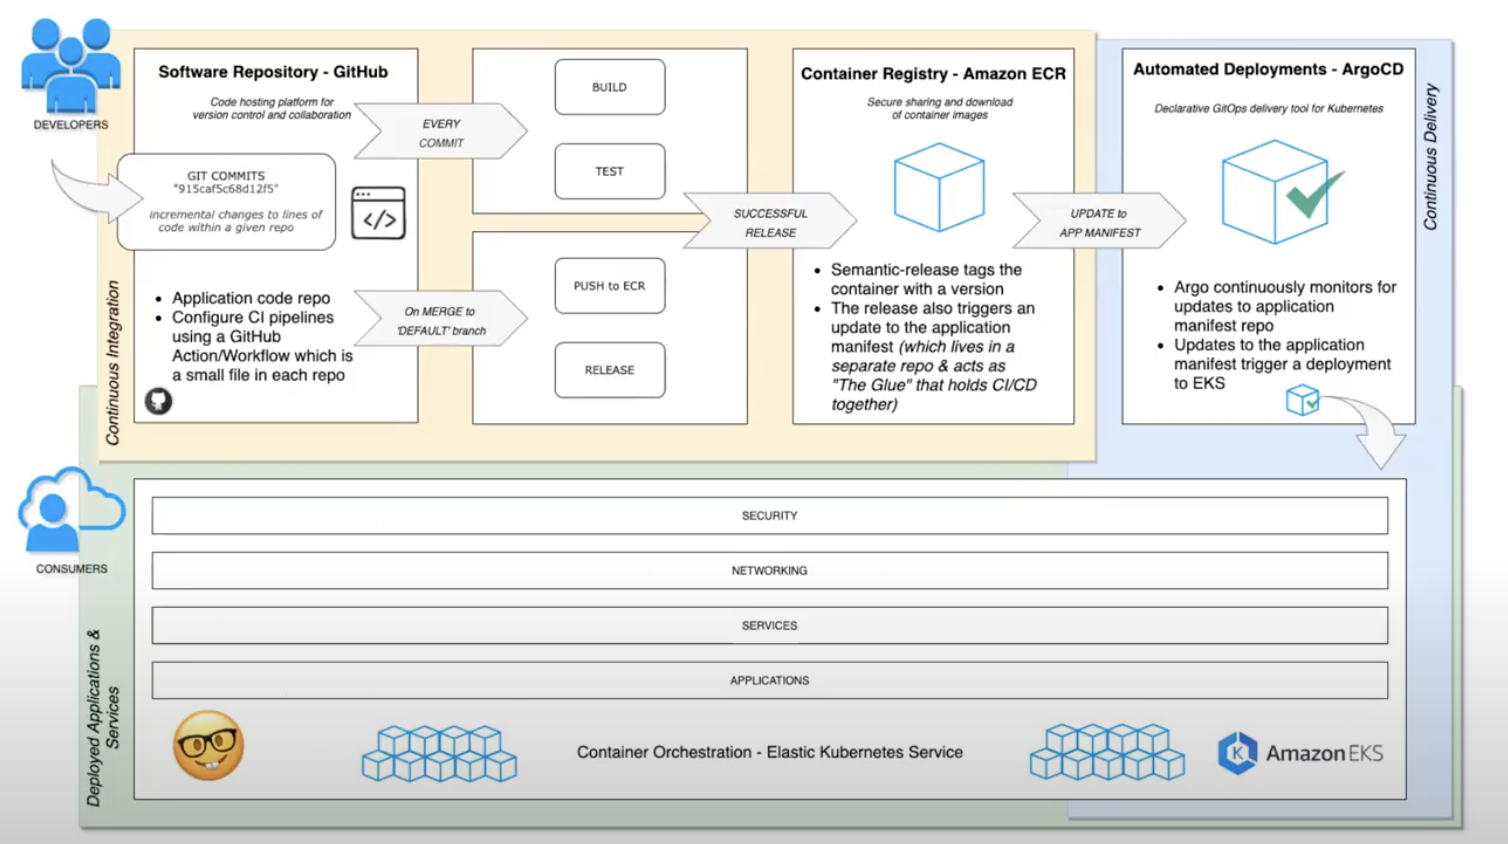 DEVELOPERS
Software Repository - GitHub
Code hosting platform for
version control and collaboration
GIT COMMITS
"915caf5c68d12f5"
incremental changes to lines of
code within a given repo
</>
• Application code repo
• Configure CI pipelines
using a GitHub
Action/Workflow which is
a small file in each repo
Continuous Integration
EVERY
COMMIT
On MERGE to
'DEFAULT' branch
BUILD
TEST
PUSH to ECR
RELEASE
SUCCESSFUL
RELEASE
Container Registry - Amazon ECR
Secure sharing and download
of container images
• Semantic-release tags the
container with a version
• The release also triggers an
update to the application
manifest (which lives in a
separate repo & acts as
"The Glue" that holds CI/CD
together)
UPDATE to
APP MANIFEST
Automated Deployments - ArgoCD
Declarative GitOps delivery tool for Kubernetes
• Argo continuously monitors for
updates to application
manifest repo
• Updates to the application
manifest trigger a deployment
to EKS
Continuous Delivery
CONSUMERS
Deployed Applications &
Services
SECURITY
NETWORKING
SERVICES
APPLICATIONS
Container Orchestration - Elastic Kubernetes Service
K
Amazon EKS